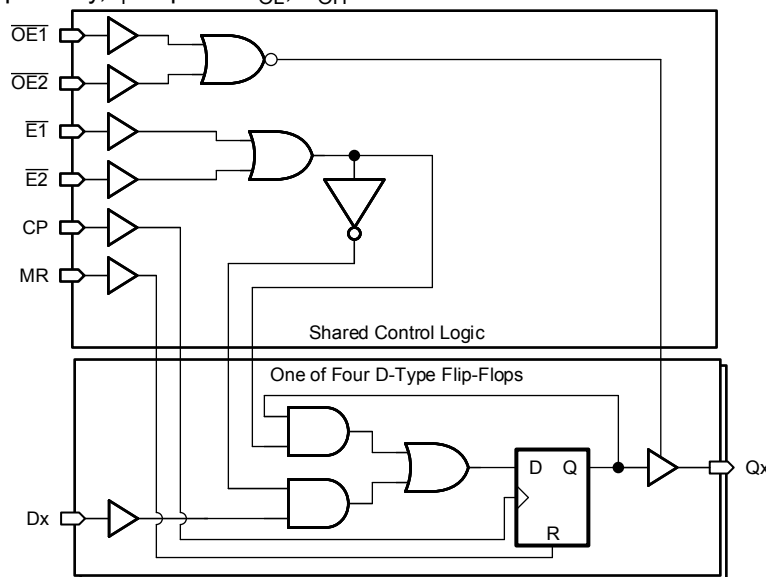 OE1
OE2
E1
E2
CP
MR
Shared Control Logic
One of Four D-Type Flip-Flops
D Q
R
Dx
Qx